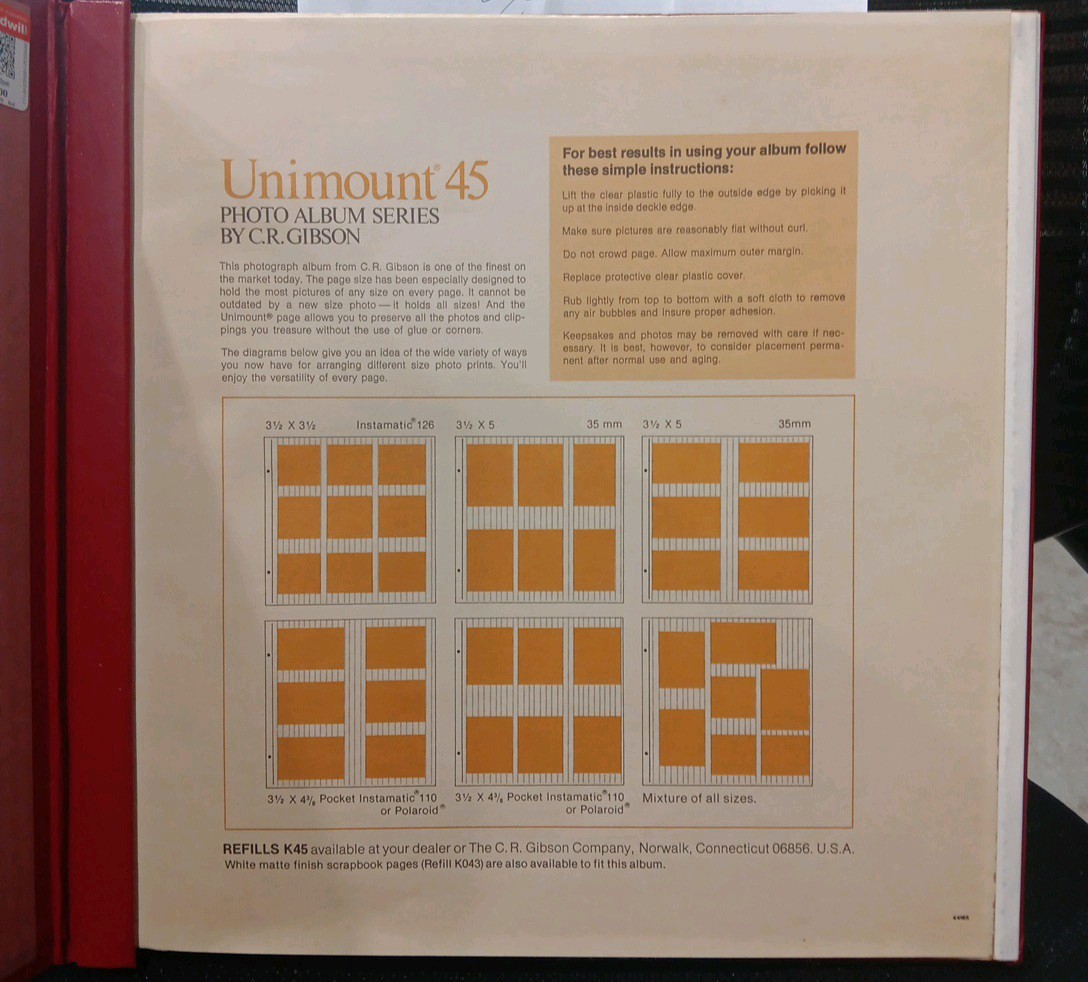 Unimount® 45
PHOTO ALBUM SERIES
BY C.R. GIBSON
This photograph album from C. R. Gibson is one of the finest on
the market today. The page size has been especially designed to
hold the most pictures of any size on every page. It cannot be
outdated by a new size photo — it holds all sizes! And the
Unimount® page allows you to preserve all the photos and clip-
pings you treasure without the use of glue or corners.
The diagrams below give you an idea of the wide variety of ways
you now have for arranging different size photo prints. You'll
enjoy the versatility of every page.
For best results in using your album follow
these simple instructions:
Lift the clear plastic fully to the outside edge by picking it
up at the inside deckle edge.
Make sure pictures are reasonably flat without curl.
Do not crowd page. Allow maximum outer margin.
Replace protective clear plastic cover.
Rub lightly from top to bottom with a soft cloth to remove
any air bubbles and insure proper adhesion.
Keepsakes and photos may be removed with care if nec-
essary. It is best, however, to consider placement perma-
nent after normal use and aging.
3½ X 3½ Instamatic® 126
3½ X 5 35 mm
3½ X 5 35mm
3½ X 4⅜ Pocket Instamatic® 110
or Polaroid®
3½ X 4⅜ Pocket Instamatic® 110
or Polaroid®
Mixture of all sizes.
REFILLS K45 available at your dealer or The C. R. Gibson Company, Norwalk, Connecticut 06856. U.S.A.
White matte finish scrapbook pages (Refill K043) are also available to fit this album.